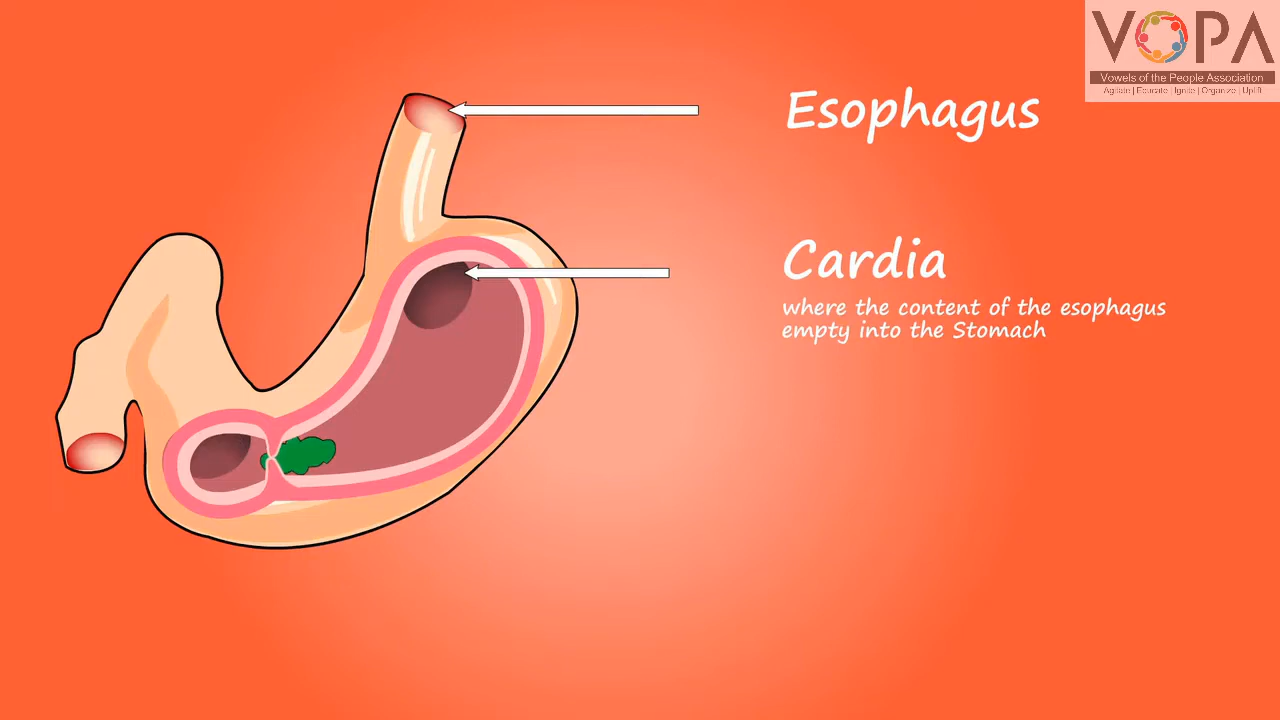 VOPA
Vowels of the People Association
Agitate | Educate | Ignite | Organize | Uplift
Esophagus
Cardia
where the content of the esophagus
empty into the Stomach